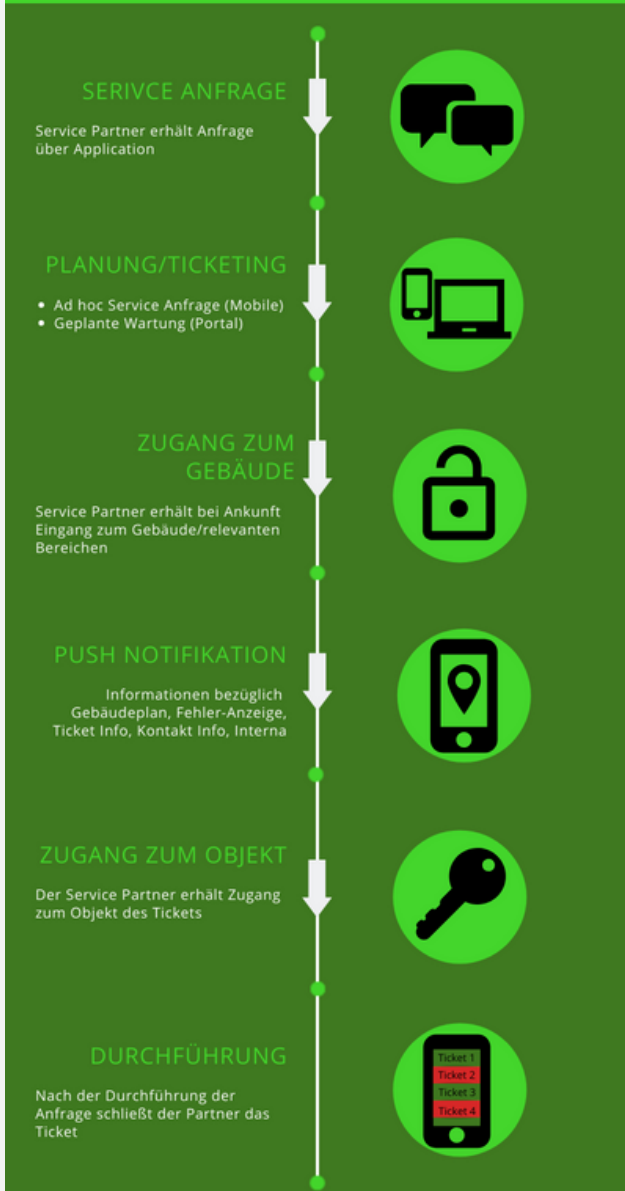 SERIVCE ANFRAGE
Service Partner erhält Anfrage
über Application
PLANUNG/TICKETING
• Ad hoc Service Anfrage (Mobile)
• Geplante Wartung (Portal)
ZUGANG ZUM
GEBÄUDE
Service Partner erhält bei Ankunft
Eingang zum Gebäude/relevanten
Bereichen
PUSH NOTIFIKATION
Informationen bezüglich
Gebäudeplan, Fehler-Anzeige,
Ticket Info, Kontakt Info, Interna
ZUGANG ZUM OBJEKT
Der Service Partner erhält Zugang
zum Objekt des Tickets
DURCHFÜHRUNG
Nach der Durchführung der
Anfrage schließt der Partner das
Ticket
Ticket 1
Ticket 2
Ticket 3
Ticket 4